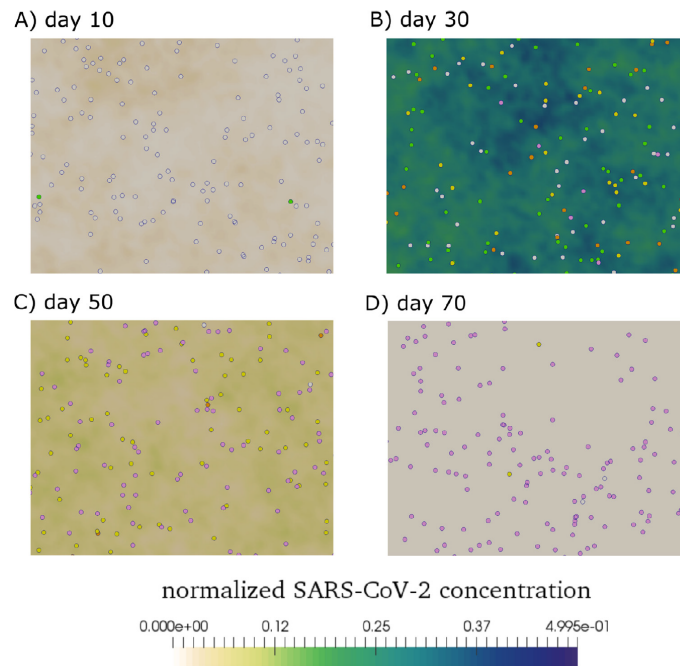 A) day 10
B) day 30
C) day 50
D) day 70
normalized SARS-CoV-2 concentration
0.000e+00 0.12 0.25 0.37 4.995e-01